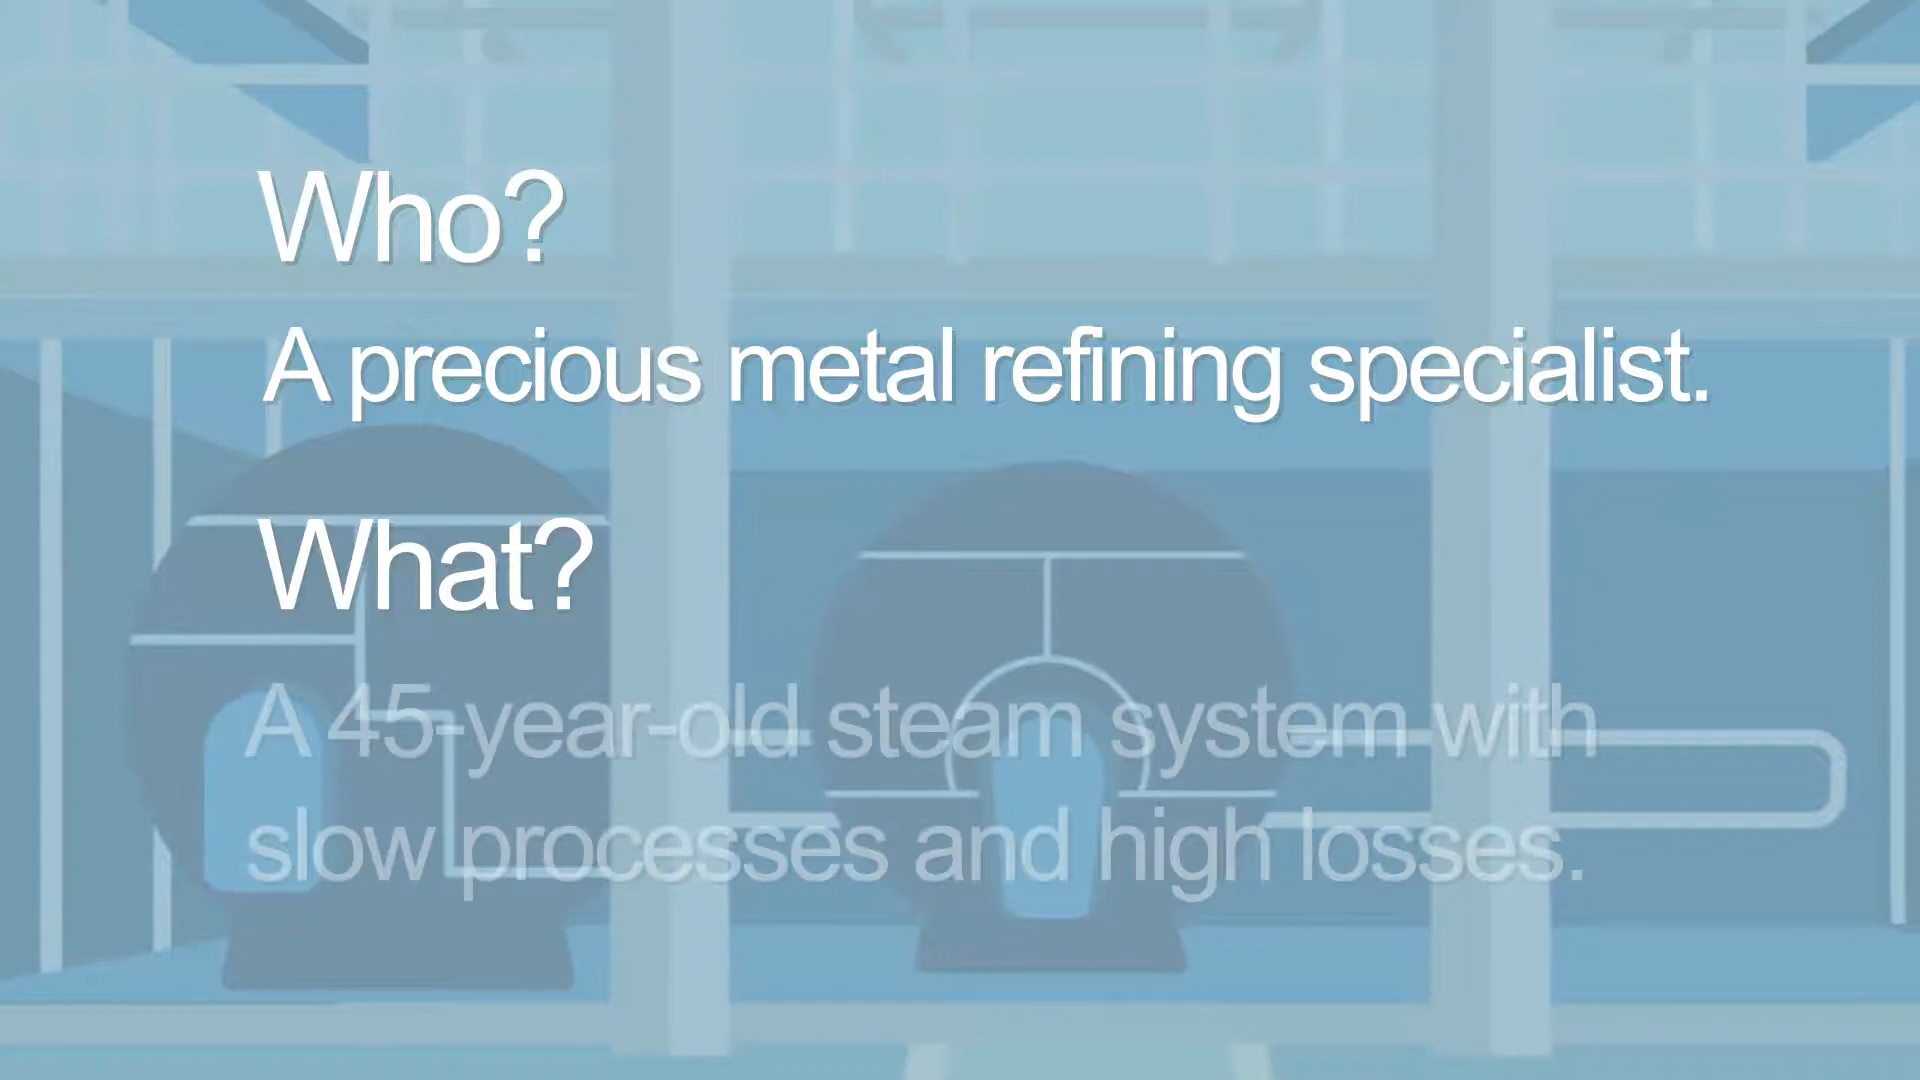 Who?
A precious metal refining specialist.
What?
A 45-year-old steam system with
slow processes and high losses.